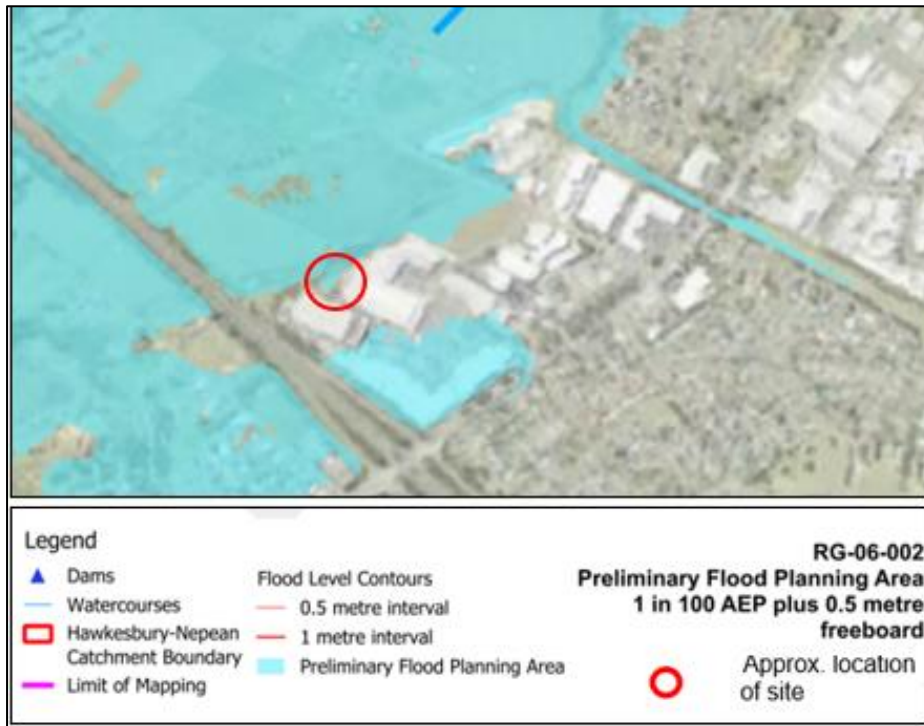 Legend
Dams
Watercourses
Hawkesbury-Nepean
Catchment Boundary
Limit of Mapping
Flood Level Contours
0.5 metre interval
1 metre interval
Preliminary Flood Planning Area
RG-06-002
Preliminary Flood Planning Area
1 in 100 AEP plus 0.5 metre
freeboard
Approx. location
of site